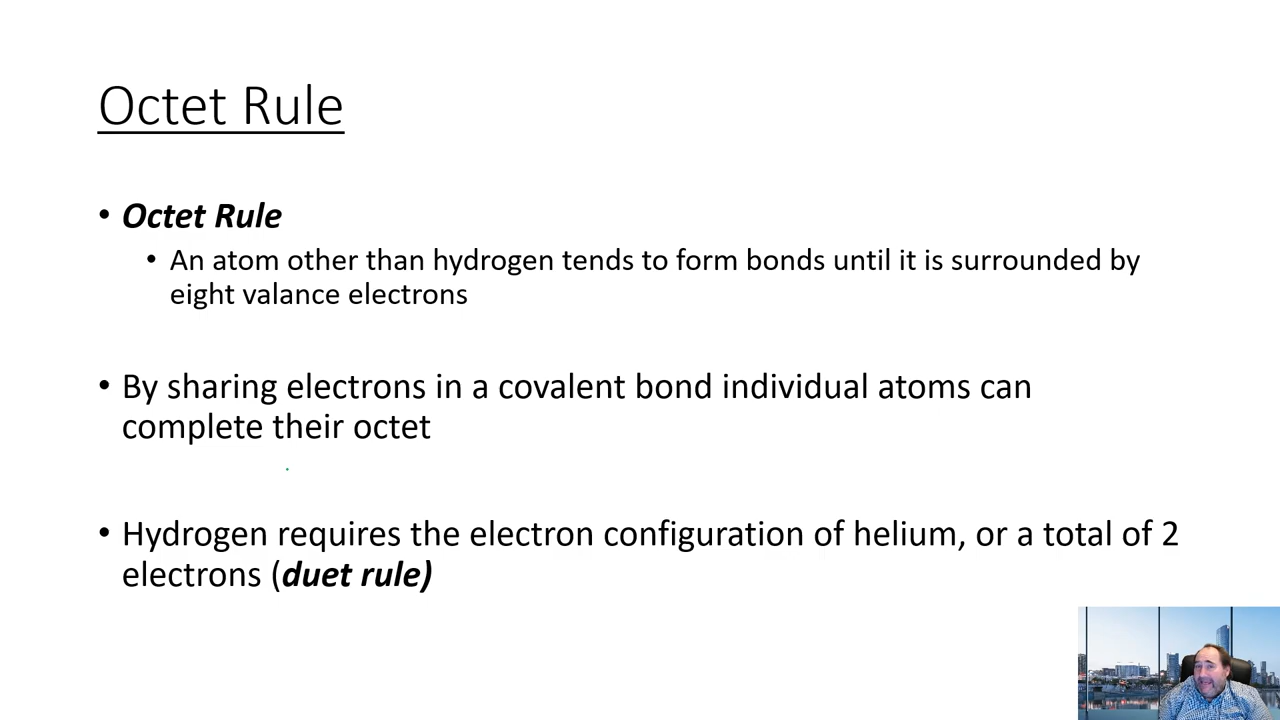 Octet Rule
• Octet Rule
• An atom other than hydrogen tends to form bonds until it is surrounded by
eight valance electrons
• By sharing electrons in a covalent bond individual atoms can
complete their octet
• Hydrogen requires the electron configuration of helium, or a total of 2
electrons (duet rule)